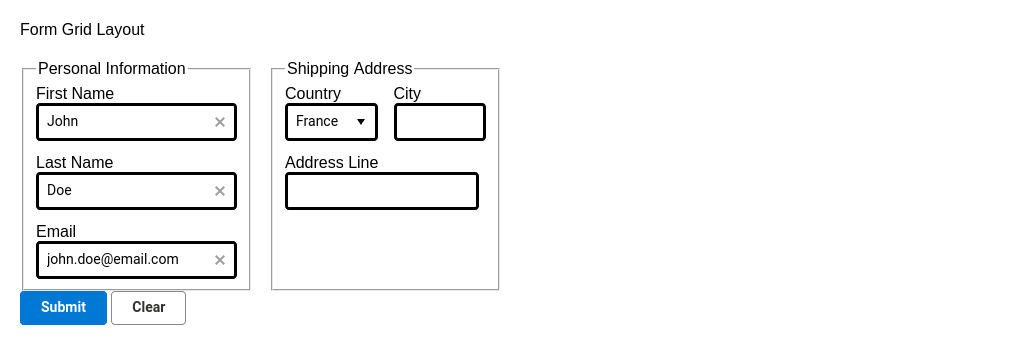 Form Grid Layout
Personal Information
First Name
John
Last Name
Doe
Email
john.doe@email.com
Shipping Address
Country City
France
Address Line
Submit Clear